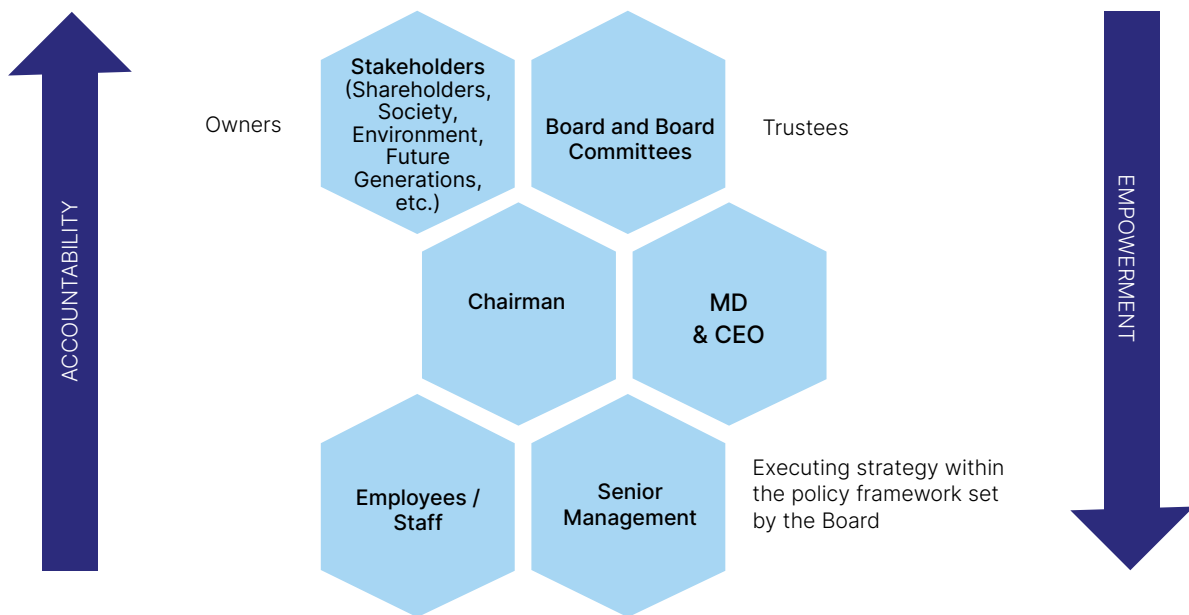 ACCOUNTABILITY
Owners
Stakeholders
(Shareholders,
Society,
Environment,
Future
Generations,
etc.)
Board and Board
Committees
Trustees
Chairman
MD
& CEO
Employees /
Staff
Senior
Management
Executing strategy within
the policy framework set
by the Board
EMPOWERMENT